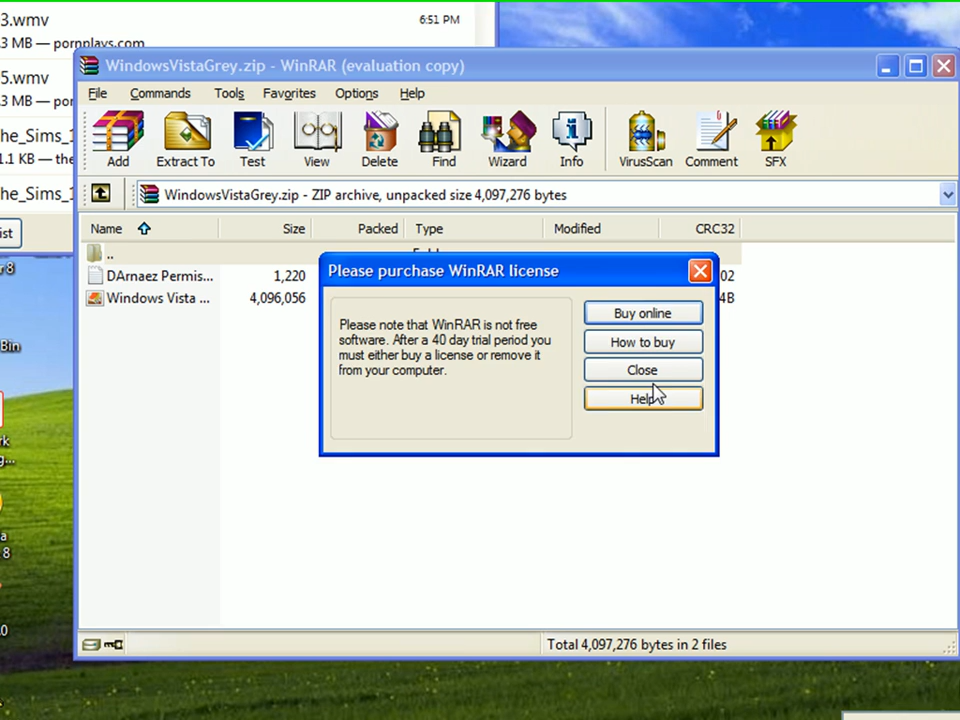 3.wmv
6:51 PM
.3 MB — pornplays.com
5.wmv
.3 MB — por
he_Sims_1
1.1 KB — the
he_Sims_1
ist
r 8
Bin
rk
g...
a
8
.0
WindowsVistaGrey.zip - WinRAR (evaluation copy)
File Commands Tools Favorites Options Help
Add Extract To Test View Delete Find Wizard Info VirusScan Comment SFX
WindowsVistaGrey.zip - ZIP archive, unpacked size 4,097,276 bytes
Name Size Packed Type Modified CRC32
..
DArnaez Permis... 1,220 02
Windows Vista ... 4,096,056 4B
Please purchase WinRAR license
Please note that WinRAR is not free
software. After a 40 day trial period you
must either buy a license or remove it
from your computer.
Buy online
How to buy
Close
Help
Total 4,097,276 bytes in 2 files